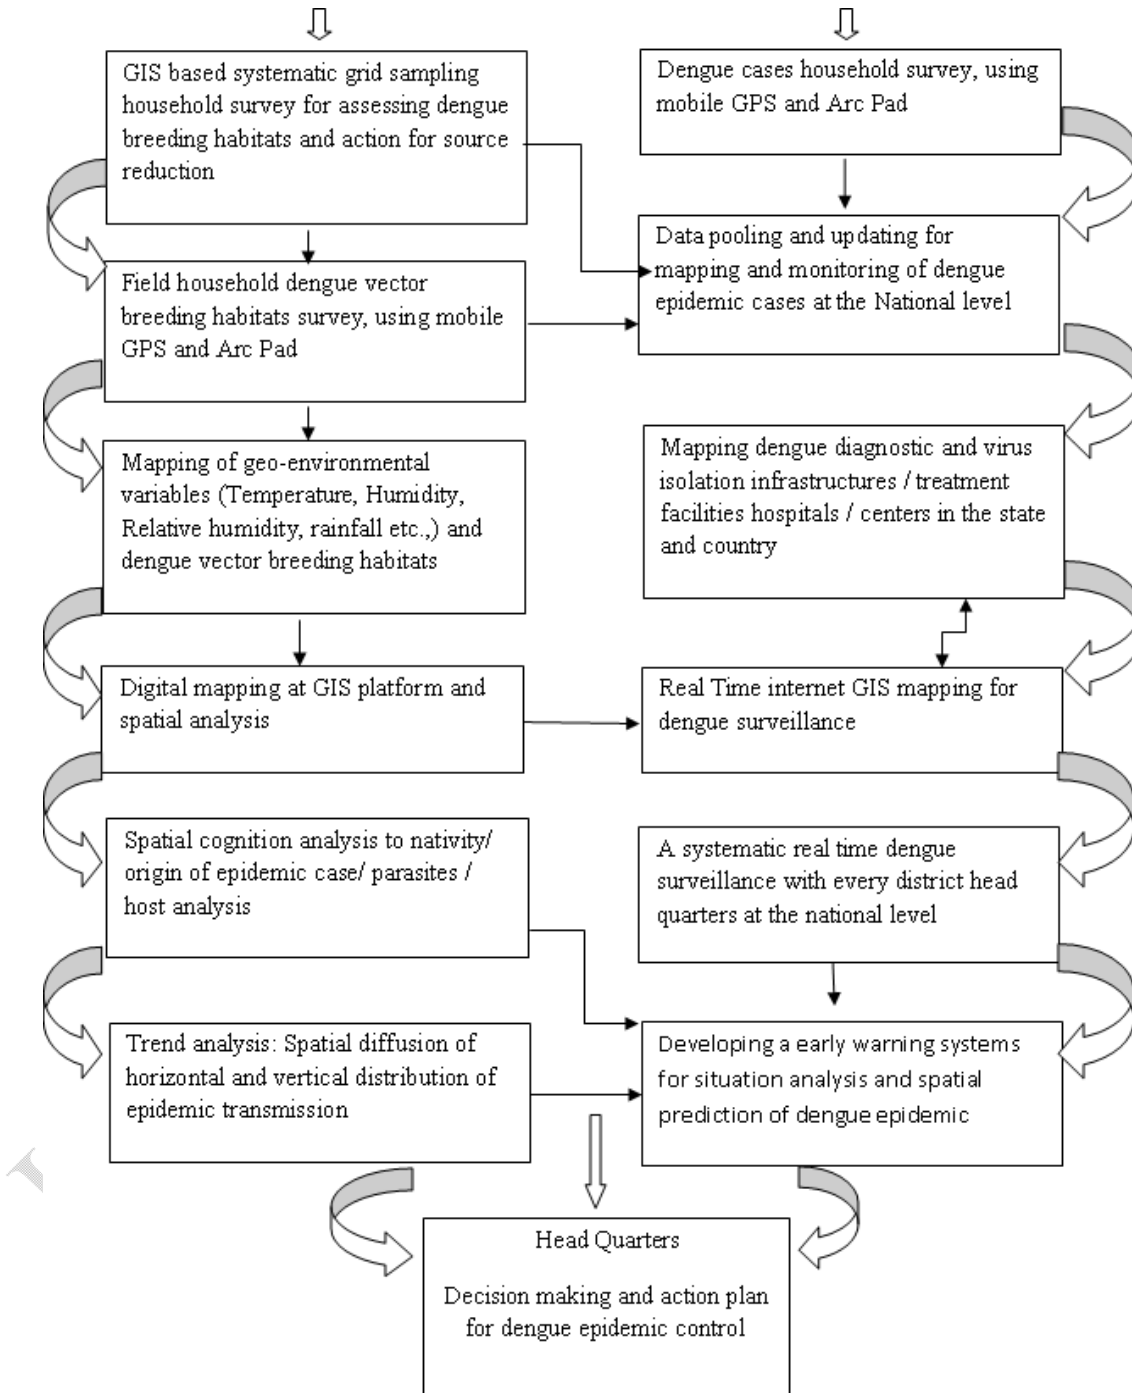 GIS based systematic grid sampling
household survey for assessing dengue
breeding habitats and action for source
reduction
Dengue cases household survey, using
mobile GPS and Arc Pad
Data pooling and updating for
mapping and monitoring of dengue
epidemic cases at the National level
Field household dengue vector
breeding habitats survey, using mobile
GPS and Arc Pad
Mapping of geo-environmental
variables (Temperature, Humidity,
Relative humidity, rainfall etc.,) and
dengue vector breeding habitats
Mapping dengue diagnostic and virus
isolation infrastructures / treatment
facilities hospitals / centers in the state
and country
Digital mapping at GIS platform and
spatial analysis
Real Time internet GIS mapping for
dengue surveillance
Spatial cognition analysis to nativity/
origin of epidemic case/ parasites /
host analysis
A systematic real time dengue
surveillance with every district head
quarters at the national level
Trend analysis: Spatial diffusion of
horizontal and vertical distribution of
epidemic transmission
Developing a early warning systems
for situation analysis and spatial
prediction of dengue epidemic
Head Quarters
Decision making and action plan
for dengue epidemic control